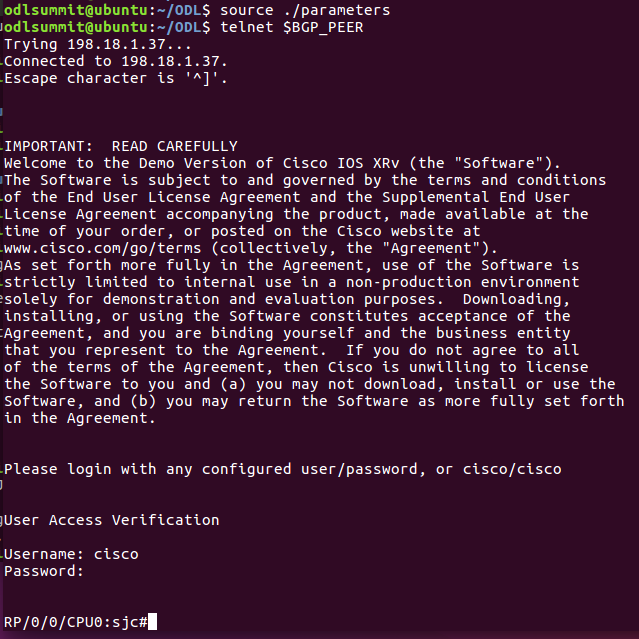 odlsummit@ubuntu:~/ODL$ source ./parameters
odlsummit@ubuntu:~/ODL$ telnet $BGP_PEER
Trying 198.18.1.37...
Connected to 198.18.1.37.
Escape character is '^]'.
IMPORTANT:  READ CAREFULLY
Welcome to the Demo Version of Cisco IOS XRv (the "Software").
The Software is subject to and governed by the terms and conditions
of the End User License Agreement and the Supplemental End User
License Agreement accompanying the product, made available at the
time of your order, or posted on the Cisco website at
www.cisco.com/go/terms (collectively, the "Agreement").
As set forth more fully in the Agreement, use of the Software is
strictly limited to internal use in a non-production environment
solely for demonstration and evaluation purposes.  Downloading,
installing, or using the Software constitutes acceptance of the
Agreement, and you are binding yourself and the business entity
that you represent to the Agreement.  If you do not agree to all
of the terms of the Agreement, then Cisco is unwilling to license
the Software to you and (a) you may not download, install or use the
Software, and (b) you may return the Software as more fully set forth
in the Agreement.
Please login with any configured user/password, or cisco/cisco
User Access Verification
Username: cisco
Password:
RP/0/0/CPU0:sjc#